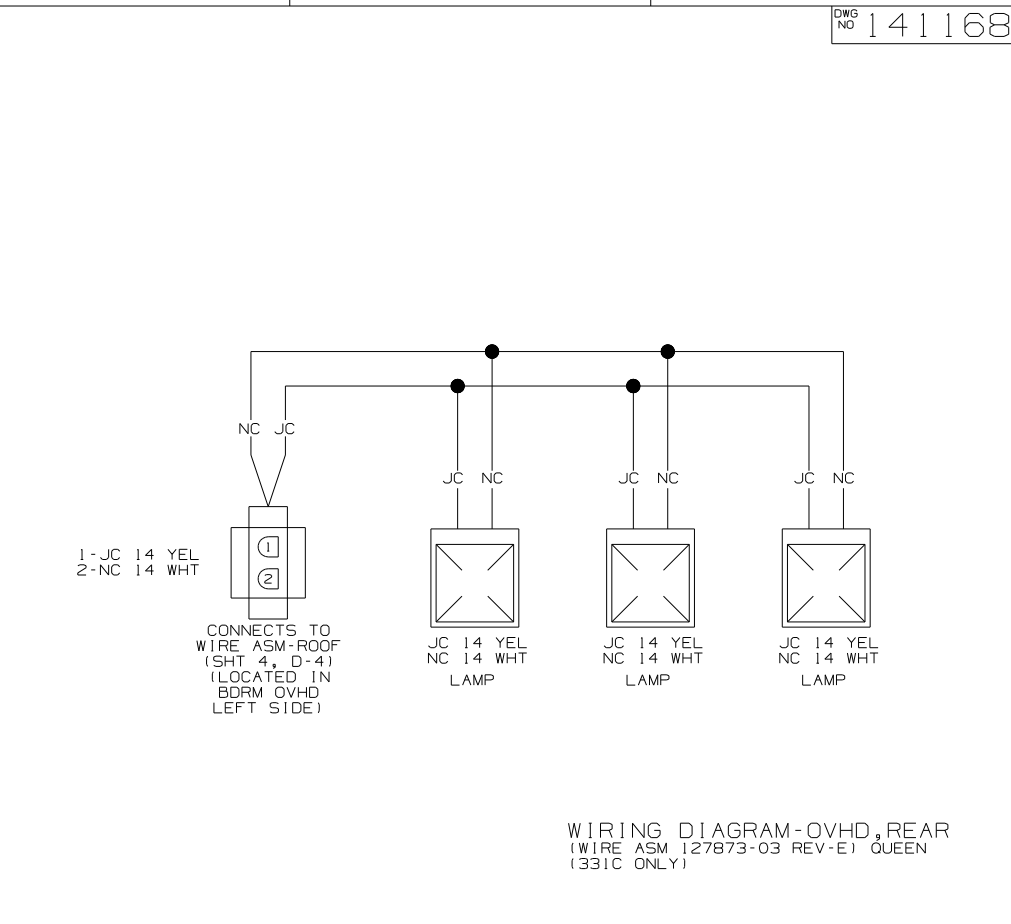 DWG
NO 141168
NC JC
JC NC
JC NC
JC NC
1-JC 14 YEL
2-NC 14 WHT
1
2
CONNECTS TO
WIRE ASM-ROOF
(SHT 4, D-4)
(LOCATED IN
BDRM OVHD
LEFT SIDE)
JC 14 YEL
NC 14 WHT
LAMP
JC 14 YEL
NC 14 WHT
LAMP
JC 14 YEL
NC 14 WHT
LAMP
WIRING DIAGRAM-OVHD,REAR
(WIRE ASM 127873-03 REV-E) QUEEN
(331C ONLY)